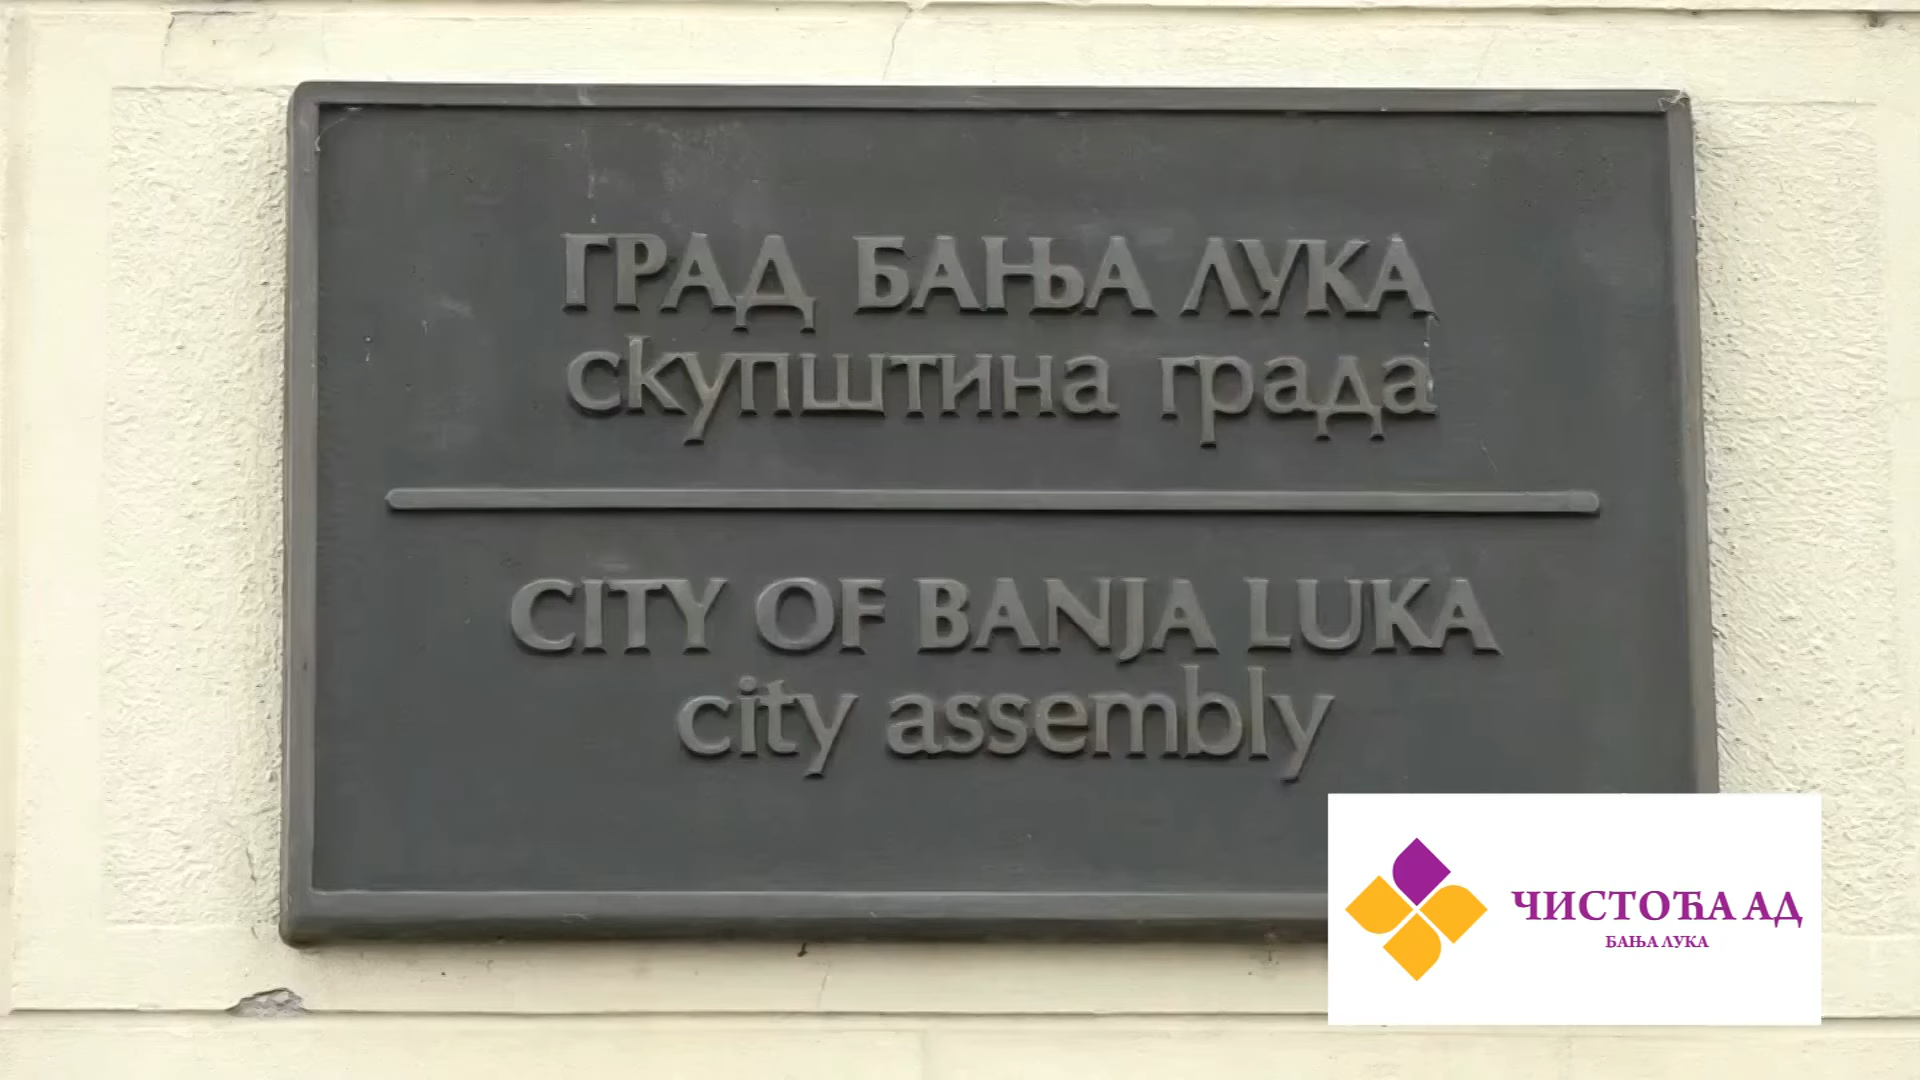 ГРАД БАЊА ЛУКА
скупштина града
CITY OF BANJA LUKA
city assembly
ЧИСТОЋА АД
БАЊА ЛУКА